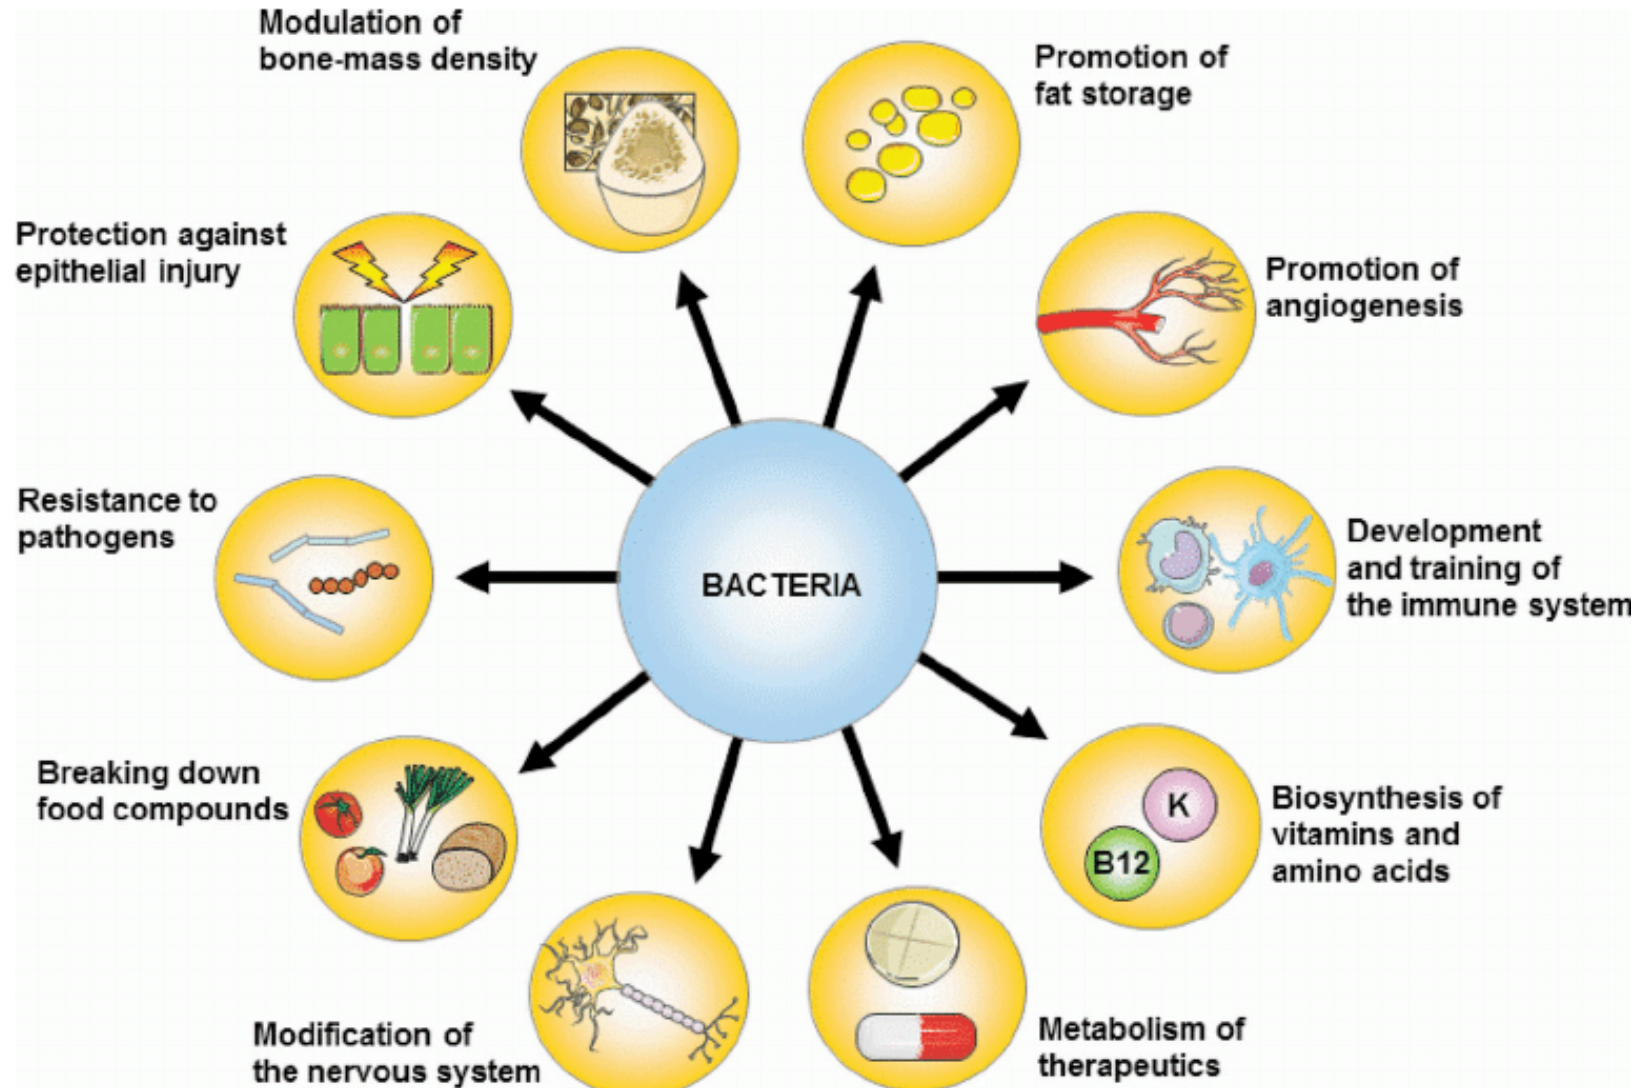 Modulation of
bone-mass density
Promotion of
fat storage
Protection against
epithelial injury
Promotion of
angiogenesis
Resistance to
pathogens
BACTERIA
Development
and training of
the immune system
Breaking down
food compounds
K
B12
Biosynthesis of
vitamins and
amino acids
Modification of
the nervous system
Metabolism of
therapeutics